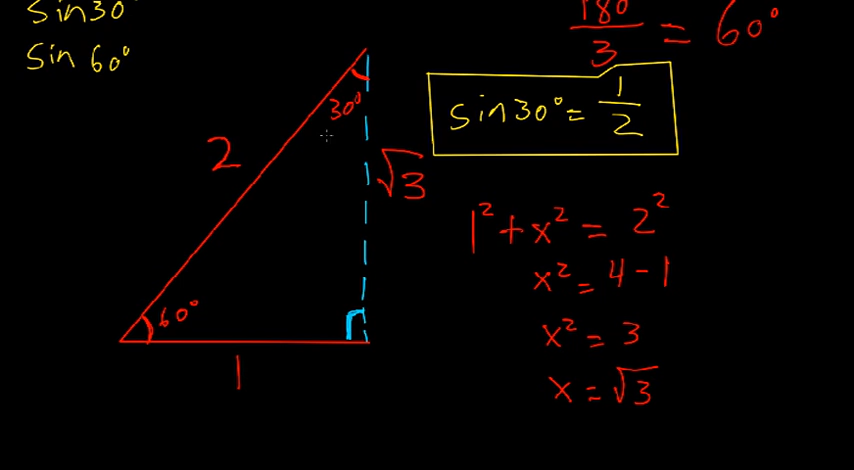 sin30°
sin 60°
180/3 = 60°
sin30° = 1/2
30°
2
√3
60°
1
1² + x² = 2²
x² = 4 - 1
x² = 3
x = √3